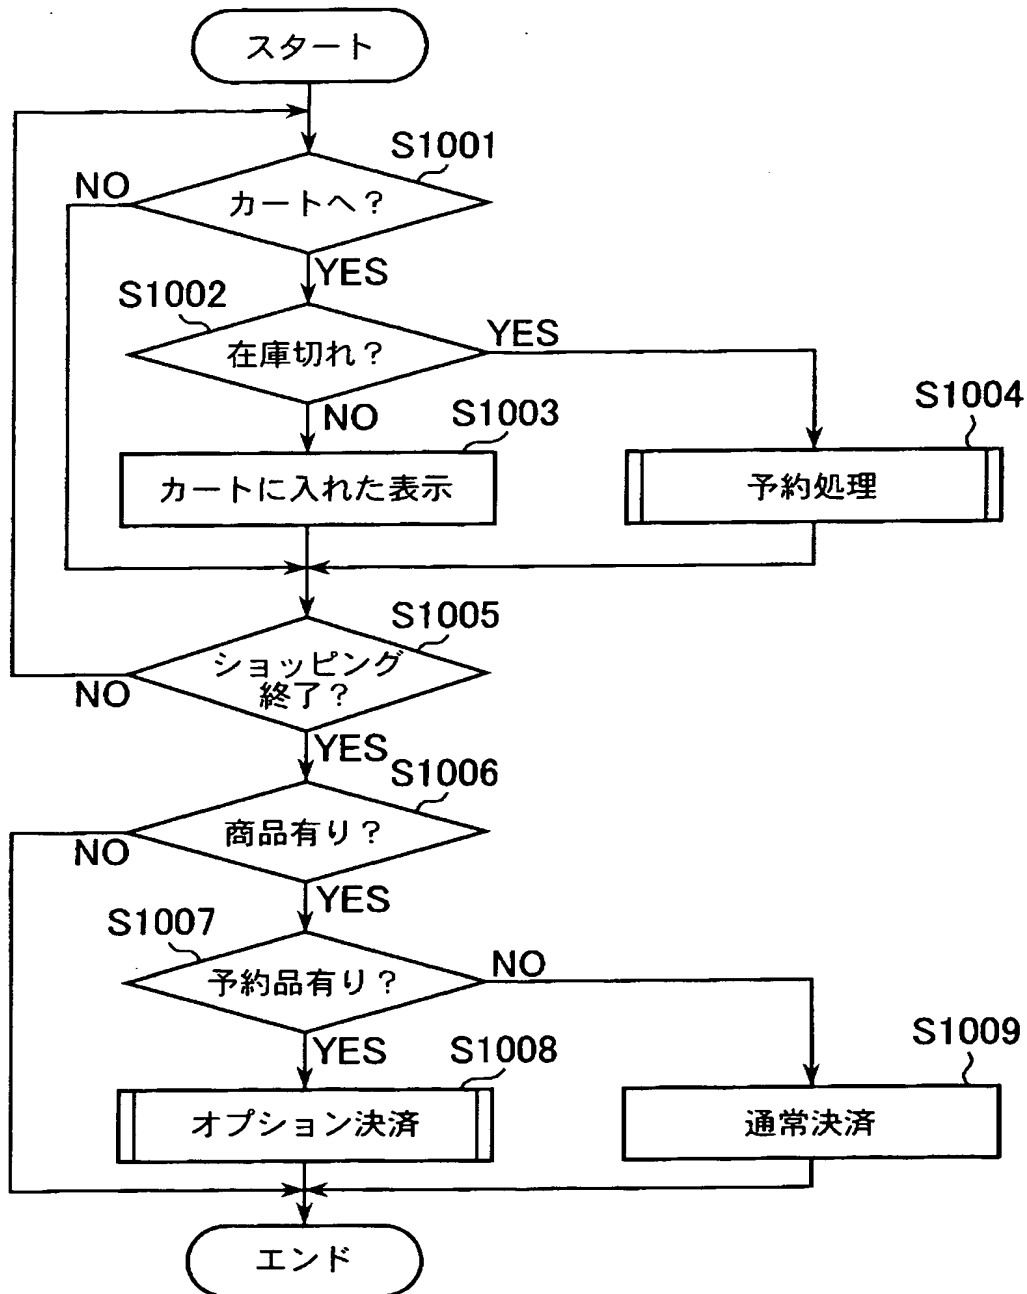 スタート
S1001
NO
カートへ？
YES
S1002
YES
在庫切れ？
NO
S1003
S1004
カートに入れた表示
予約処理
S1005
ショッピング
終了？
NO
YES
S1006
商品有り？
NO
YES
S1007
NO
予約品有り？
YES
S1008
S1009
オプション決済
通常決済
エンド